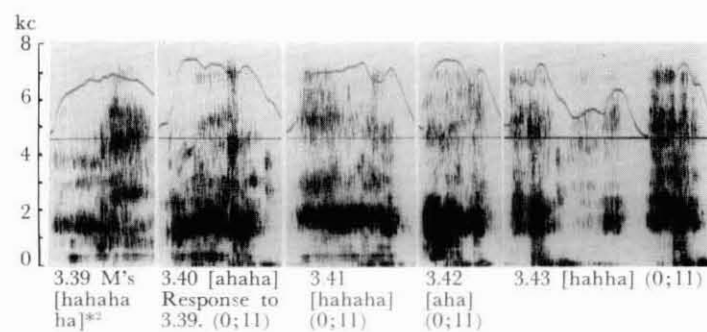 kc
8
6
4
2
0
3.39 M's
[hahaha
ha]*²
3.40 [ahaha]
Response to
3.39. (0;11)
3.41
[hahaha]
(0;11)
3.42
[aha]
(0;11)
3.43 [hahha] (0;11)